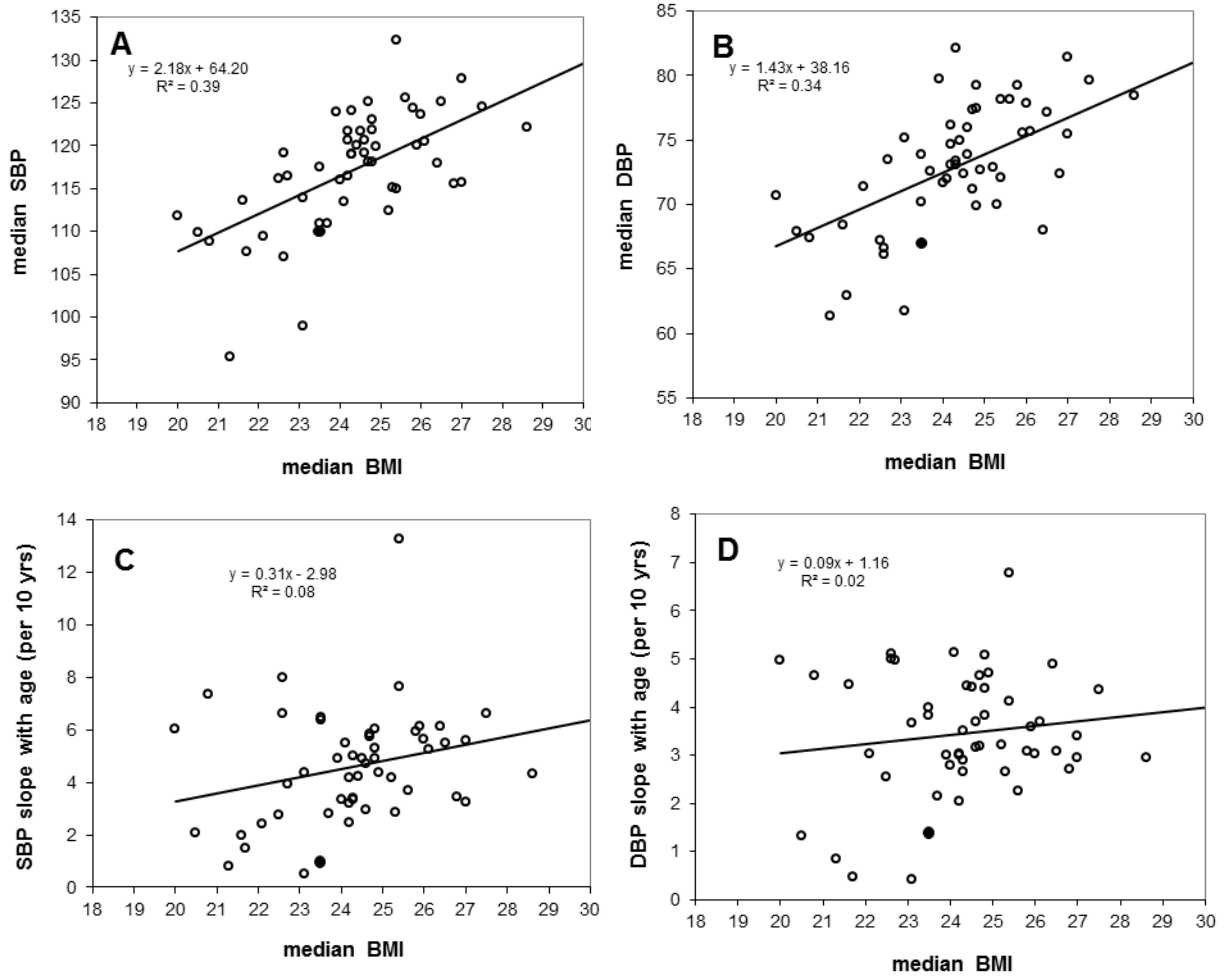 A
y = 2.18x + 64.20
R² = 0.39
median SBP
135
130
125
120
115
110
105
100
95
90
18 19 20 21 22 23 24 25 26 27 28 29 30
median BMI
B
y = 1.43x + 38.16
R² = 0.34
median DBP
85
80
75
70
65
60
55
18 19 20 21 22 23 24 25 26 27 28 29 30
median BMI
C
y = 0.31x - 2.98
R² = 0.08
SBP slope with age (per 10 yrs)
14
12
10
8
6
4
2
0
18 19 20 21 22 23 24 25 26 27 28 29 30
median BMI
D
y = 0.09x + 1.16
R² = 0.02
DBP slope with age (per 10 yrs)
8
7
6
5
4
3
2
1
0
18 19 20 21 22 23 24 25 26 27 28 29 30
median BMI